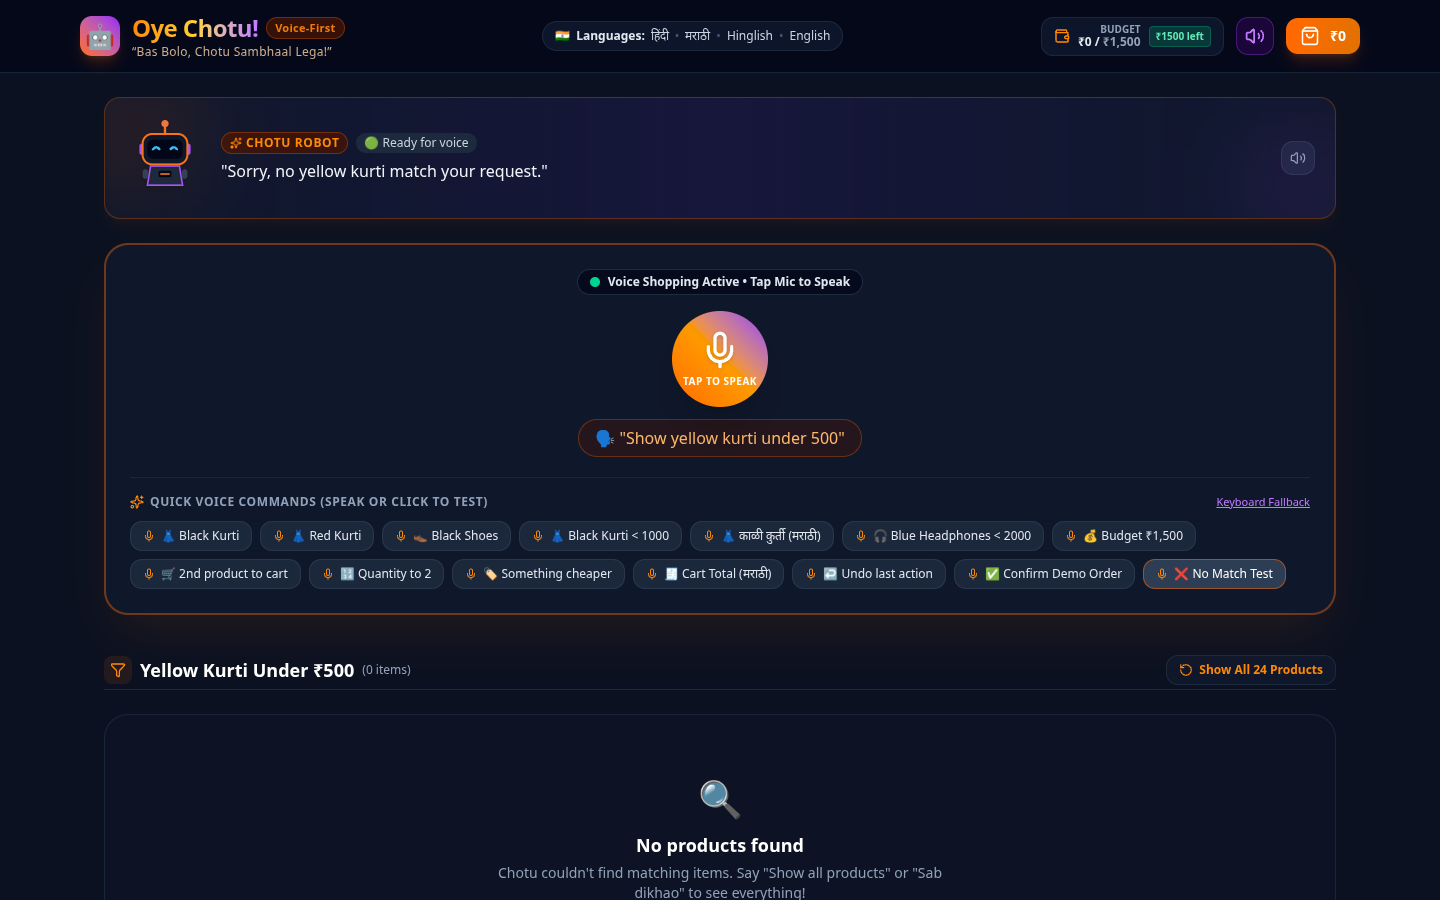 Oye Chotu!
Voice-First
“Bas Bolo, Chotu Sambhaal Lega!”
Languages: हिंदी • मराठी • Hinglish • English
BUDGET
₹0 / ₹1,500
₹1500 left
₹0
CHOTU ROBOT
Ready for voice
"Sorry, no yellow kurti match your request."
Voice Shopping Active • Tap Mic to Speak
TAP TO SPEAK
"Show yellow kurti under 500"
QUICK VOICE COMMANDS (SPEAK OR CLICK TO TEST)
Keyboard Fallback
Black Kurti
Red Kurti
Black Shoes
Black Kurti < 1000
काळी कुर्ती (मराठी)
Blue Headphones < 2000
Budget ₹1,500
2nd product to cart
Quantity to 2
Something cheaper
Cart Total (मराठी)
Undo last action
Confirm Demo Order
No Match Test
Yellow Kurti Under ₹500 (0 items)
Show All 24 Products
No products found
Chotu couldn't find matching items. Say "Show all products" or "Sab
dikhao" to see everything!